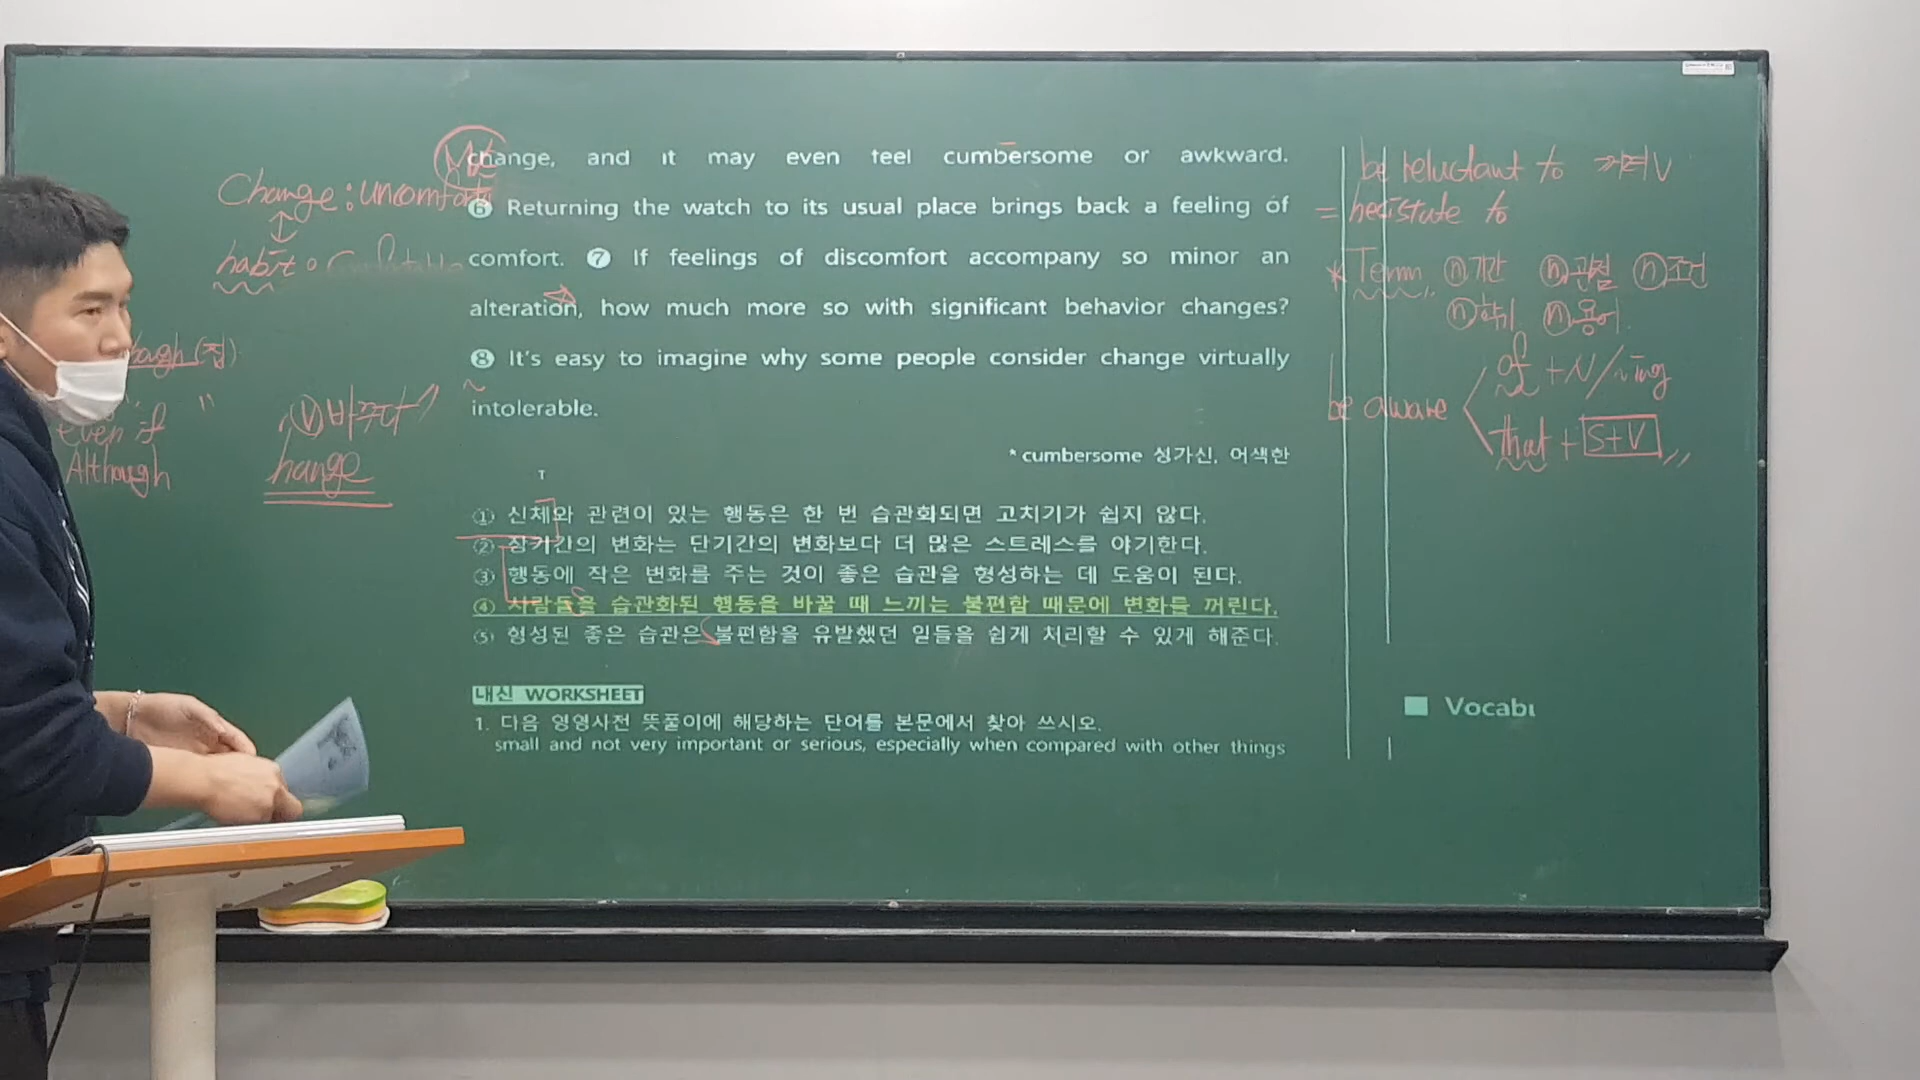 change, and it may even feel cumbersome or awkward.
❻ Returning the watch to its usual place brings back a feeling of
comfort. ❼ If feelings of discomfort accompany so minor an
alteration, how much more so with significant behavior changes?
❽ It's easy to imagine why some people consider change virtually
intolerable.
* cumbersome 성가신, 어색한
① 신체와 관련이 있는 행동은 한 번 습관화되면 고치기가 쉽지 않다.
② 장기간의 변화는 단기간의 변화보다 더 많은 스트레스를 야기한다.
③ 행동에 작은 변화를 주는 것이 좋은 습관을 형성하는 데 도움이 된다.
④ 사람들은 습관화된 행동을 바꿀 때 느끼는 불편함 때문에 변화를 꺼린다.
⑤ 형성된 좋은 습관은 불편함을 유발했던 일들을 쉽게 처리할 수 있게 해준다.
내신 WORKSHEET
1. 다음 영영사전 뜻풀이에 해당하는 단어를 본문에서 찾아 쓰시오.
small and not very important or serious, especially when compared with other things
Change : uncomfort
habit
even if
Although
ⓥ 바꾸다
hange
be reluctant to V
= hesistate to
* Term ⓝ 기간 ⓝ 관점 ⓝ 조건
ⓝ 학기 ⓝ 용어
be aware
of + N/~ing
that + S+V
Vocabu